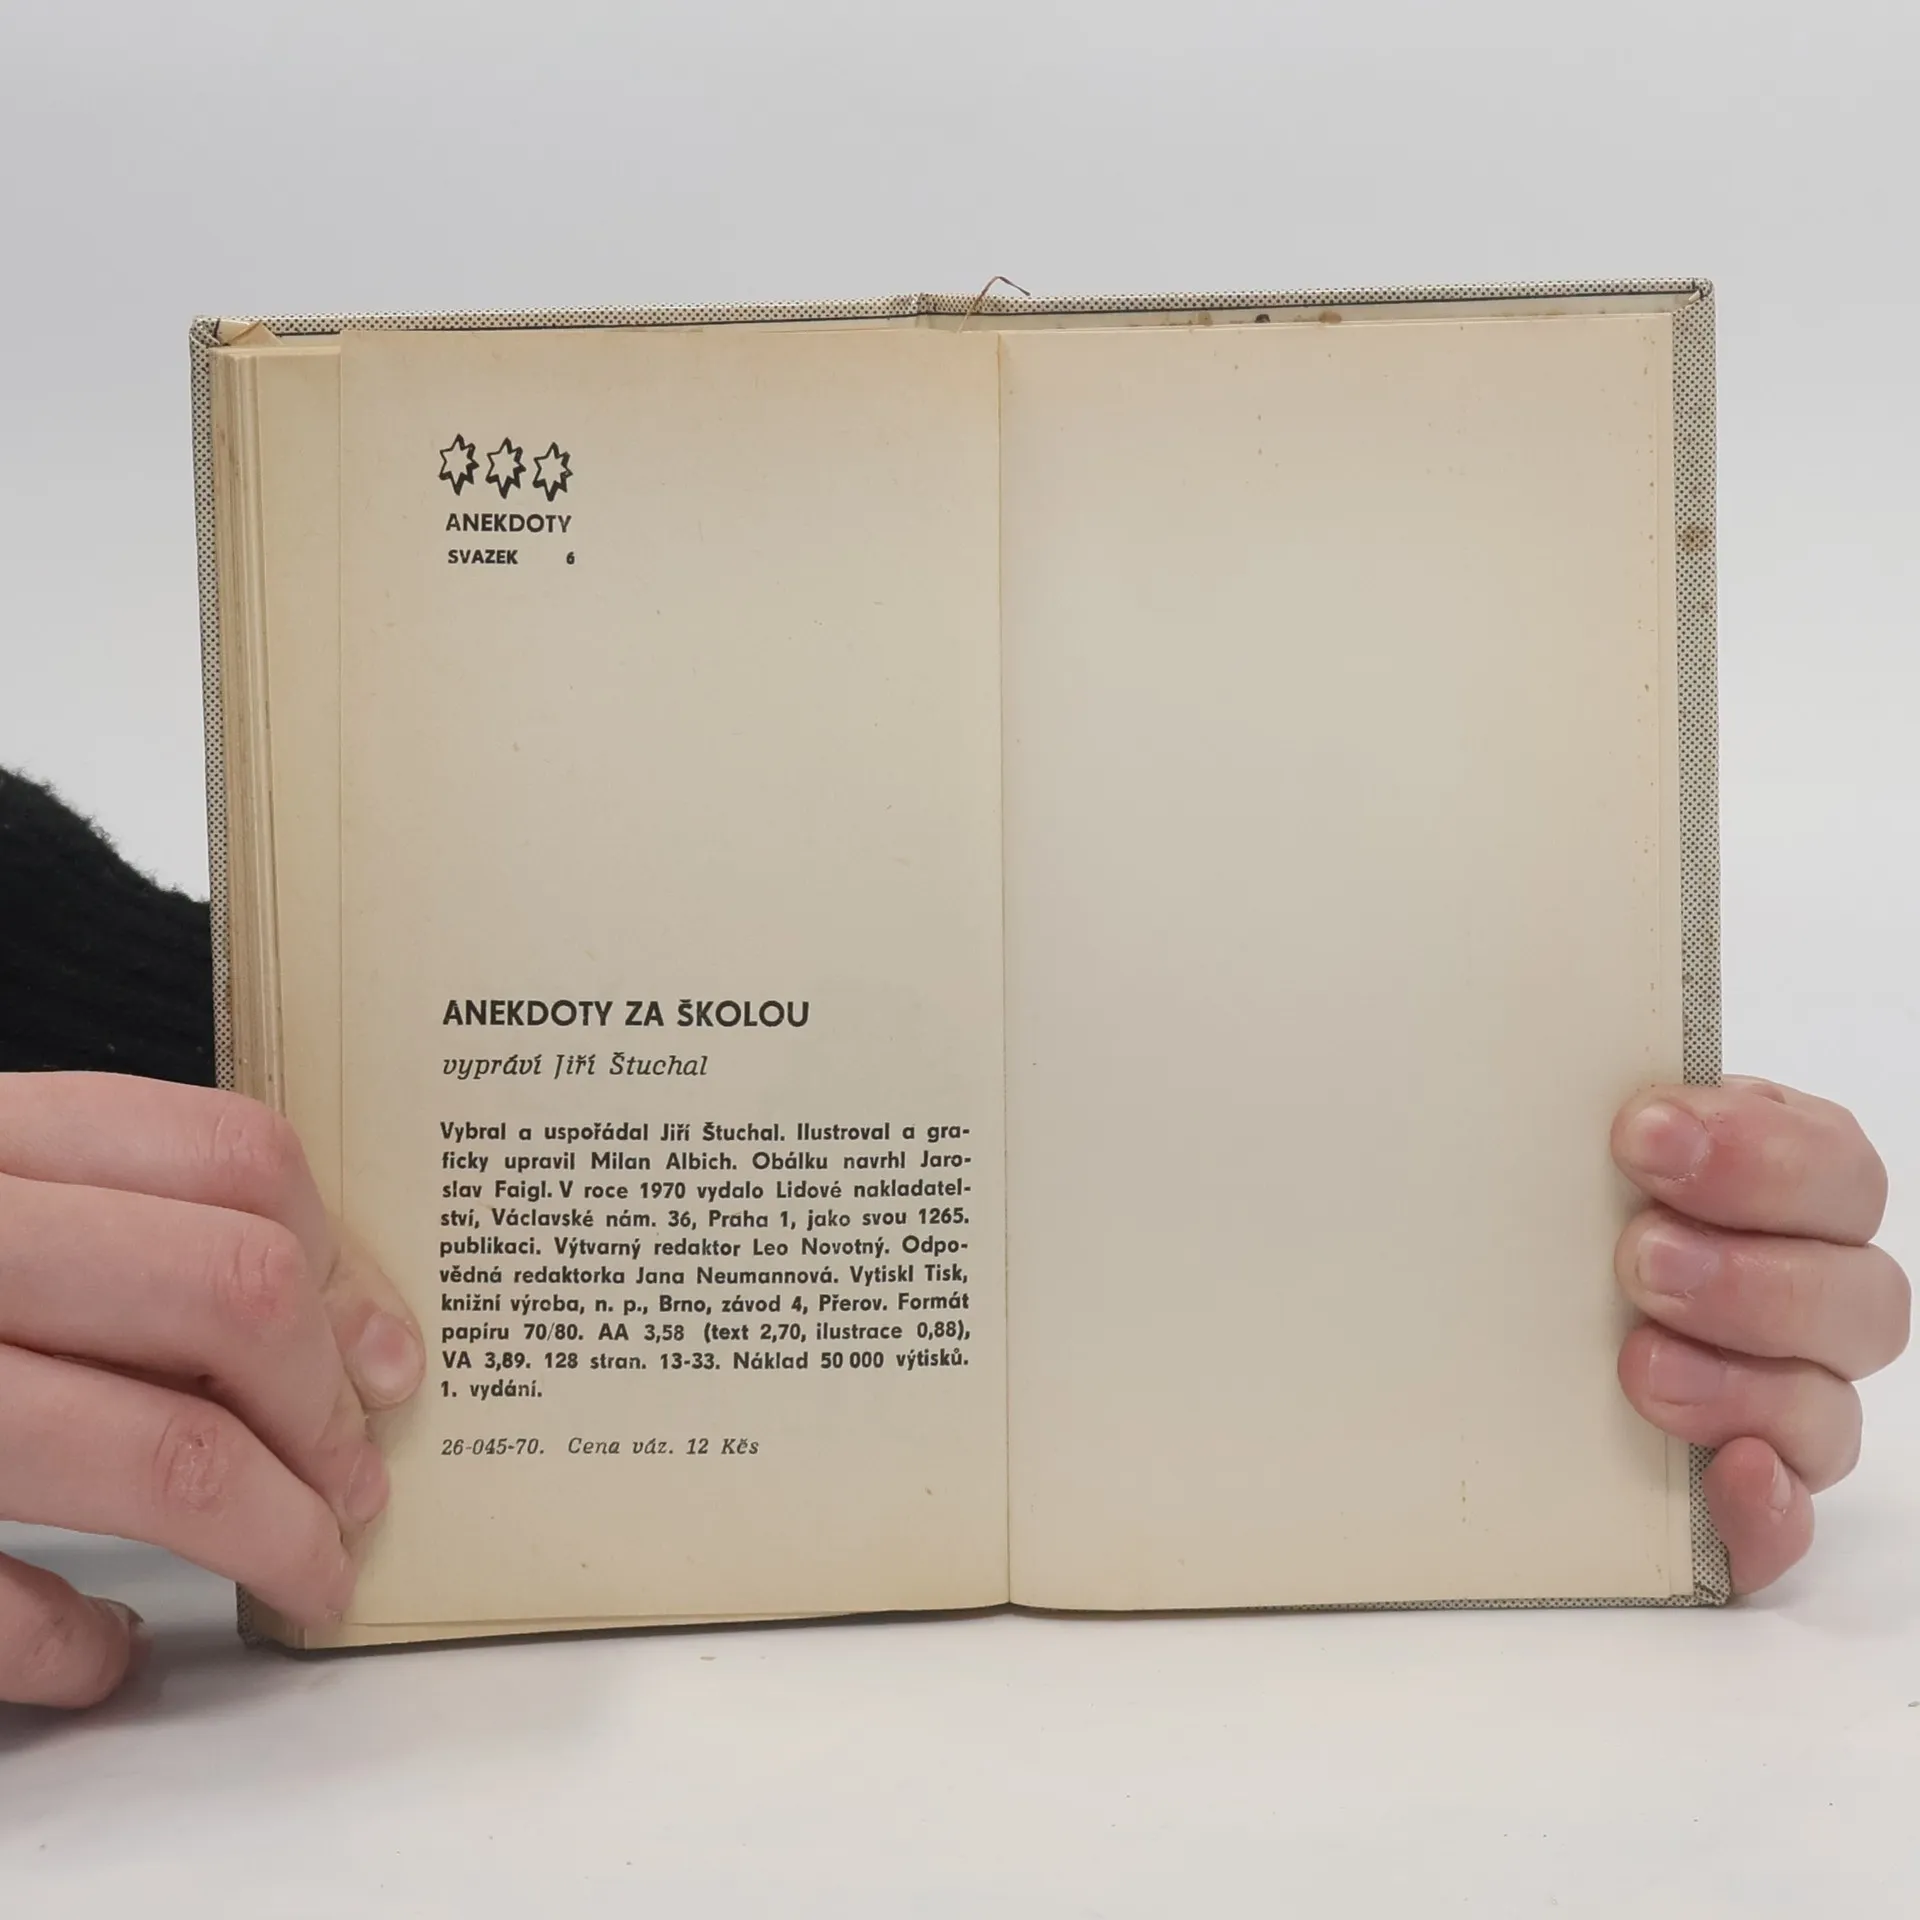 ANEKDOTY
SVAZEK 6
ANEKDOTY ZA ŠKOLOU
vypráví Jiří Štuchal
Vybral a uspořádal Jiří Štuchal. Ilustroval a gra-
ficky upravil Milan Albich. Obálku navrhl Jaro-
slav Faigl. V roce 1970 vydalo Lidové nakladatel-
ství, Václavské nám. 36, Praha 1, jako svou 1265.
publikaci. Výtvarný redaktor Leo Novotný. Odpo-
vědná redaktorka Jana Neumannová. Vytiskl Tisk,
knižní výroba, n. p., Brno, závod 4, Přerov. Formát
papíru 70/80. AA 3,58 (text 2,70, ilustrace 0,88),
VA 3,89. 128 stran. 13-33. Náklad 50 000 výtisků.
1. vydání.
26-045-70. Cena váz. 12 Kčs